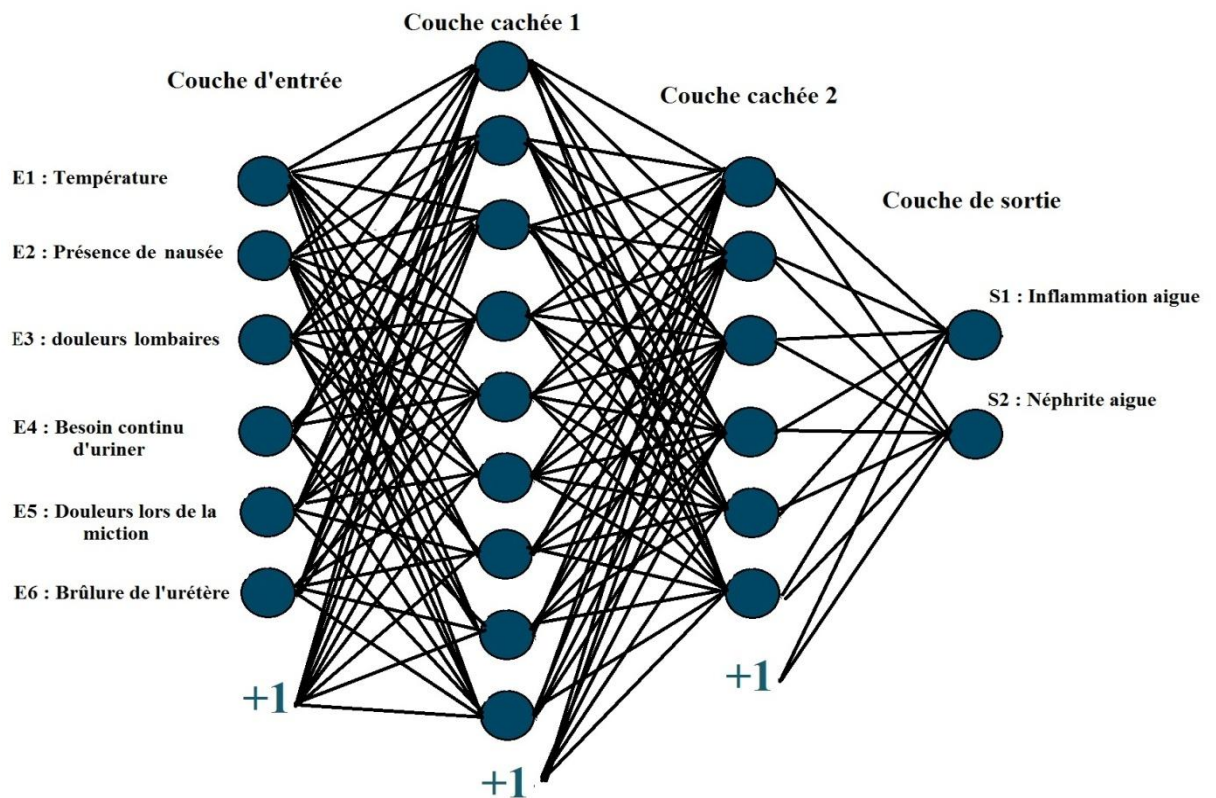 Couche cachée 1
Couche d'entrée
Couche cachée 2
Couche de sortie
E1 : Température
E2 : Présence de nausée
E3 : douleurs lombaires
E4 : Besoin continu
d'uriner
E5 : Douleurs lors de la
miction
E6 : Brûlure de l'urétère
S1 : Inflammation aigue
S2 : Néphrite aigue
+1
+1
+1